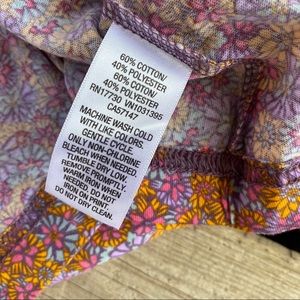 60% COTTON/
40% POLYESTER
60% COTON/
40% POLYESTER
RN17730 VN1031395
CA57147
MACHINE WASH COLD
WITH LIKE COLORS.
GENTLE CYCLE.
ONLY NON-CHLORINE
BLEACH WHEN NEEDED.
TUMBLE DRY LOW.
REMOVE PROMPTLY.
WARM IRON WHEN
NEEDED. DO NOT
IRON ON PRINT.
DO NOT DRY CLEAN.